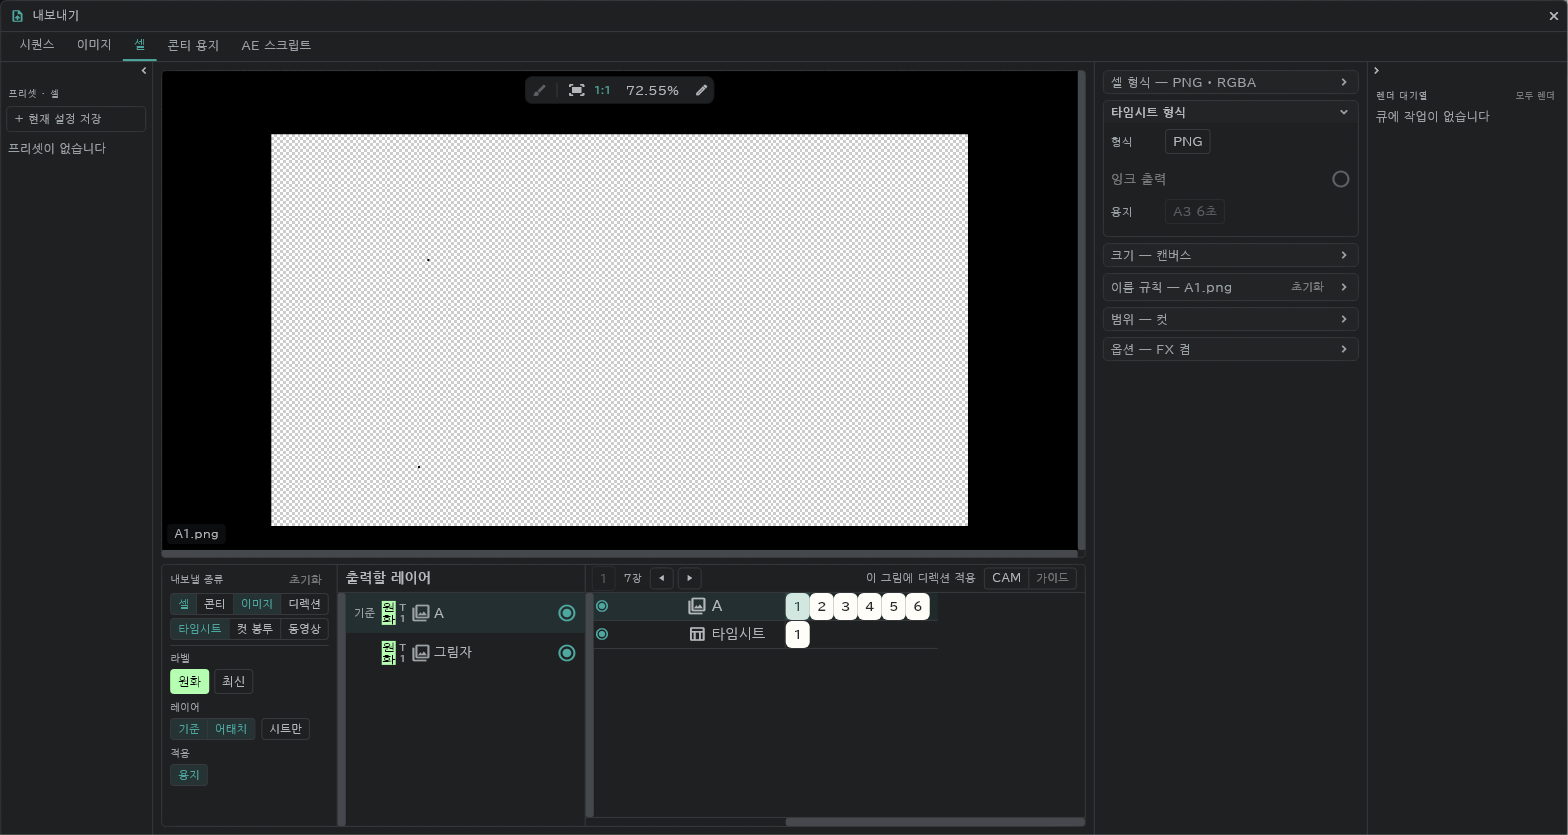 내보내기
시퀀스 이미지 셀 콘티 용지 AE 스크립트
프리셋 · 셀
+ 현재 설정 저장
프리셋이 없습니다
1:1 72.55%
A1.png
셀 형식 — PNG · RGBA
타임시트 형식
형식 PNG
잉크 출력
용지 A3 6초
크기 — 캔버스
이름 규칙 — A1.png 초기화
범위 — 컷
옵션 — FX 켬
렌더 대기열 모두 렌더
큐에 작업이 없습니다
내보낼 종류 초기화
셀 콘티 이미지 디렉션
타임시트 컷 봉투 동영상
라벨
원화 최신
레이어
기준 어태치 시트만
적용
용지
출력할 레이어
기준 원화 T1 A
원화 T1 그림자
1 7장 이 그림에 디렉션 적용 CAM 가이드
A 1 2 3 4 5 6
타임시트 1